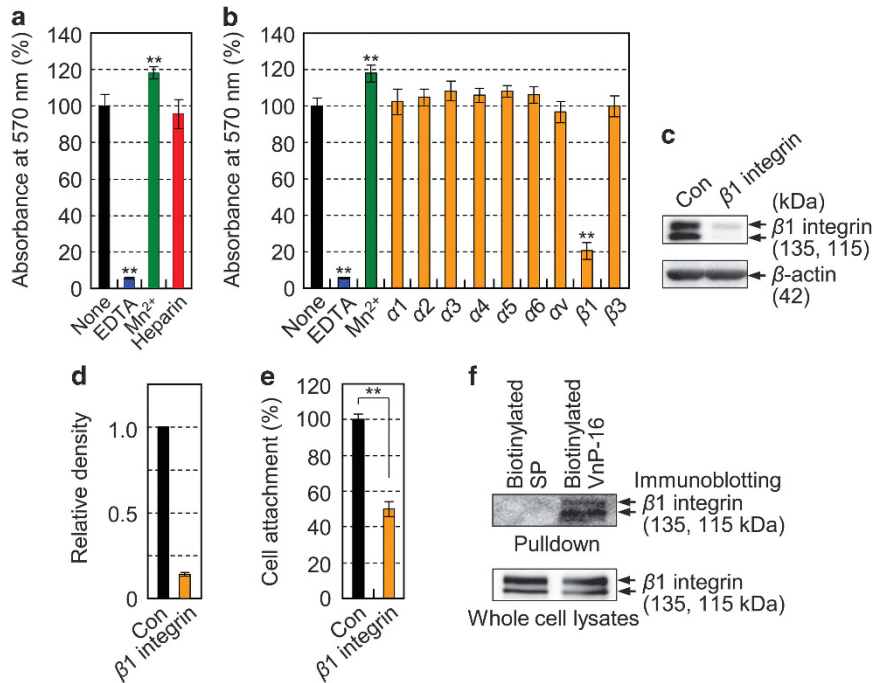 a
Absorbance at 570 nm (%)
140
120
100
80
60
40
20
0
**
**
None
EDTA
Mn²⁺
Heparin
b
Absorbance at 570 nm (%)
140
120
100
80
60
40
20
0
**
**
**
None
EDTA
Mn²⁺
α1
α2
α3
α4
α5
α6
αv
β1
β3
c
Con
β1 integrin
(kDa)
β1 integrin
(135, 115)
β-actin
(42)
d
Relative density
1.0
0.5
0
Con
β1 integrin
e
Cell attachment (%)
120
100
80
60
40
20
0
**
Con
β1 integrin
f
Biotinylated
SP
Biotinylated
VnP-16
Immunoblotting
β1 integrin
(135, 115 kDa)
Pulldown
β1 integrin
(135, 115 kDa)
Whole cell lysates